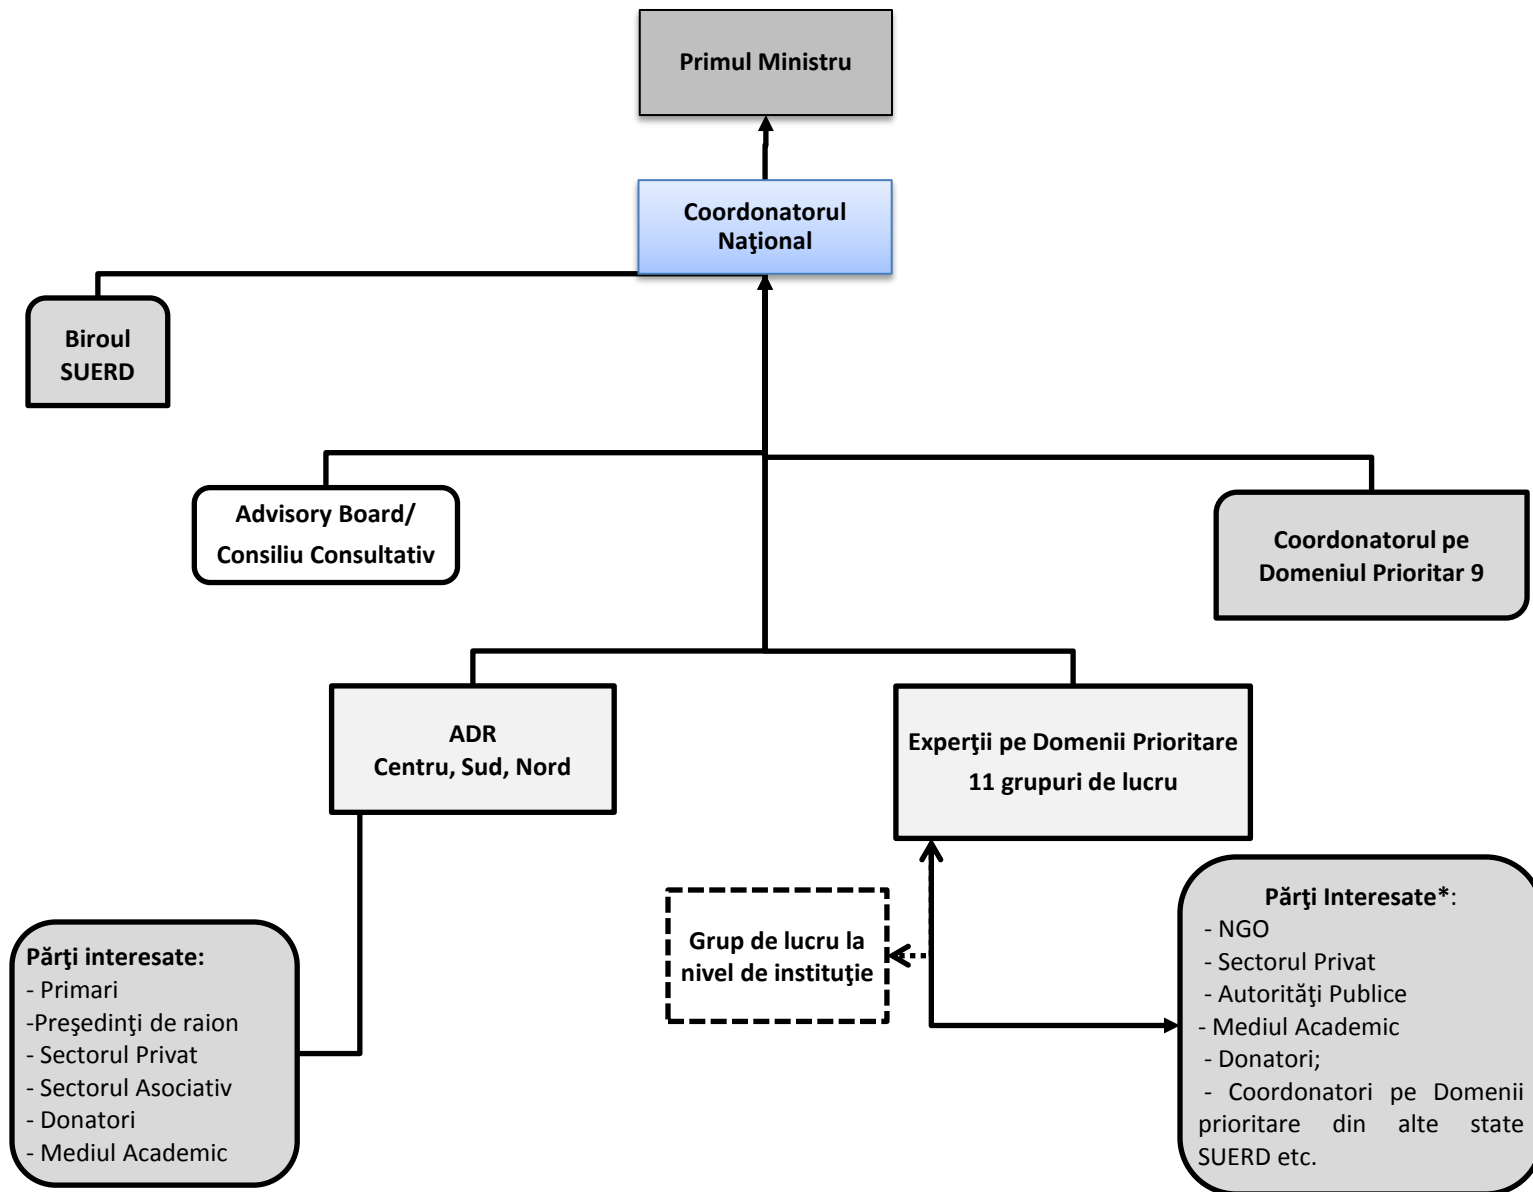 Primul Ministru
Coordonatorul
Naţional
Biroul
SUERD
Advisory Board/
Consiliu Consultativ
Coordonatorul pe
Domeniul Prioritar 9
ADR
Centru, Sud, Nord
Experţii pe Domenii Prioritare
11 grupuri de lucru
Grup de lucru la
nivel de instituţie
Părţi interesate:
- Primari
-Preşedinţi de raion
- Sectorul Privat
- Sectorul Asociativ
- Donatori
- Mediul Academic
Părţi Interesate*:
- NGO
- Sectorul Privat
- Autorităţi Publice
- Mediul Academic
- Donatori;
- Coordonatori pe Domenii
prioritare din alte state
SUERD etc.